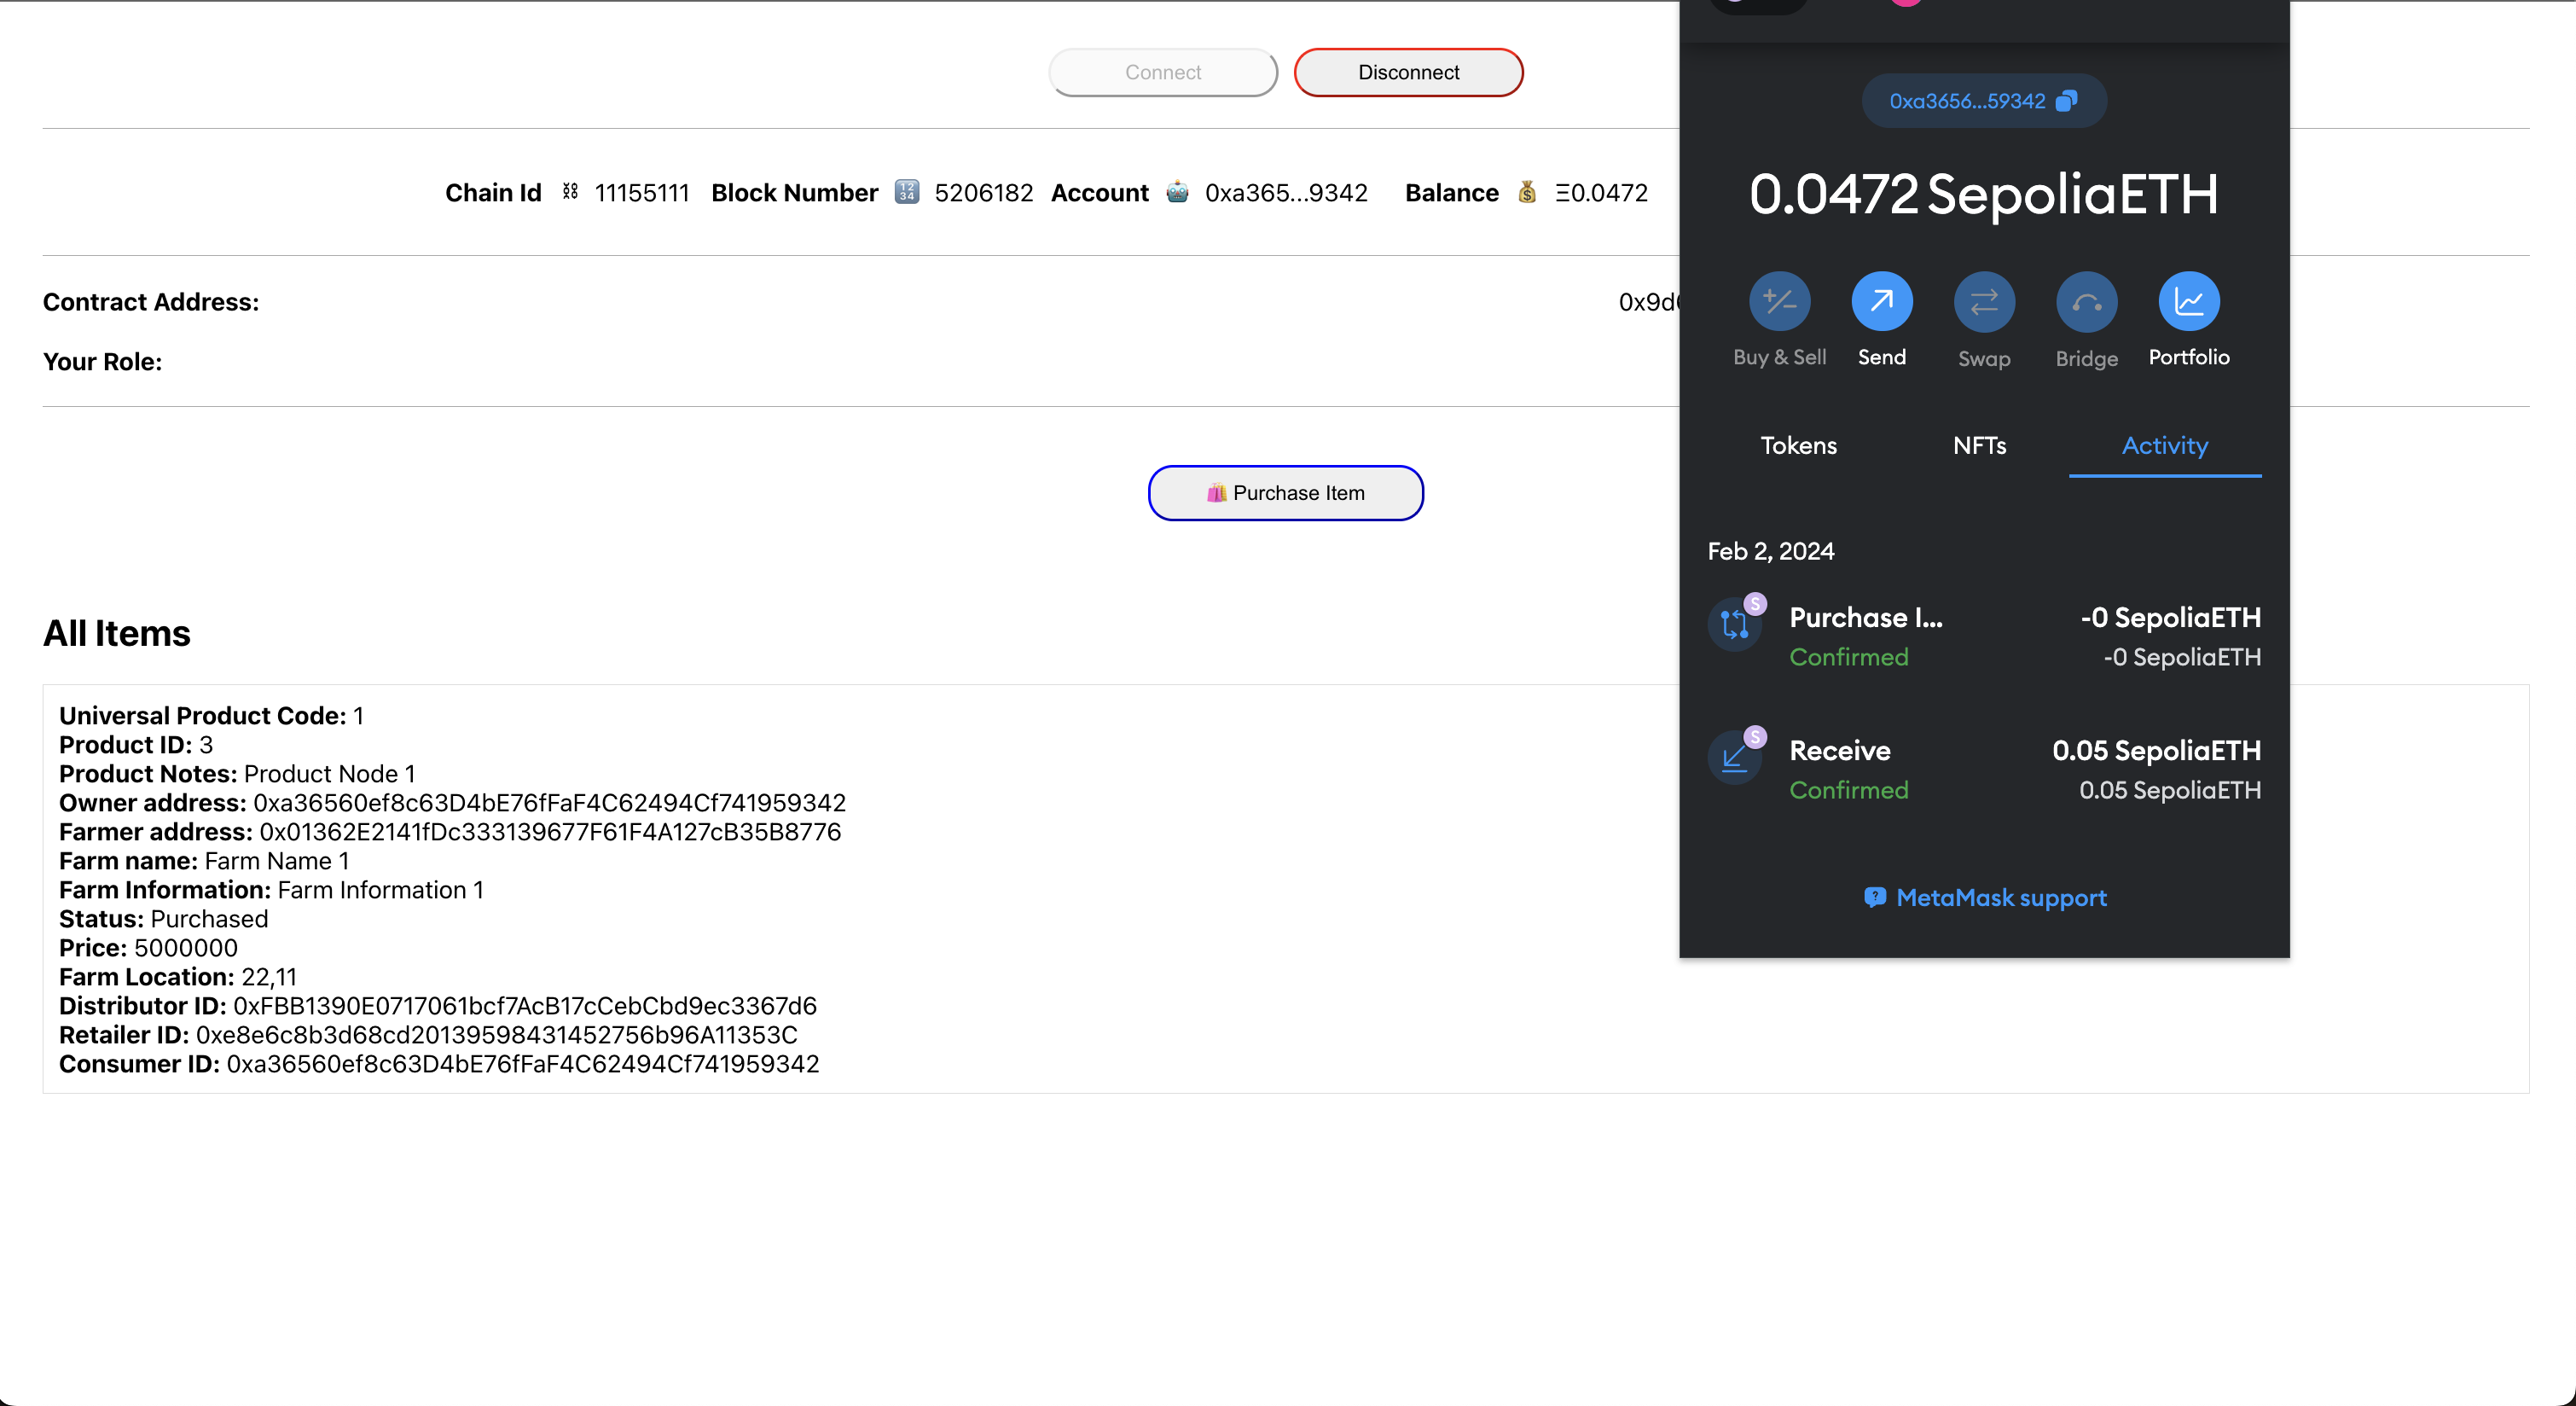 Connect
Disconnect
Chain Id 11155111 Block Number 1234 5206182 Account 0xa365...9342 Balance Ξ0.0472
Contract Address: 0x9d
Your Role:
Purchase Item
All Items
Universal Product Code: 1
Product ID: 3
Product Notes: Product Node 1
Owner address: 0xa36560ef8c63D4bE76fFaF4C62494Cf741959342
Farmer address: 0x01362E2141fDc333139677F61F4A127cB35B8776
Farm name: Farm Name 1
Farm Information: Farm Information 1
Status: Purchased
Price: 5000000
Farm Location: 22,11
Distributor ID: 0xFBB1390E0717061bcf7AcB17cCebCbd9ec3367d6
Retailer ID: 0xe8e6c8b3d68cd20139598431452756b96A11353C
Consumer ID: 0xa36560ef8c63D4bE76fFaF4C62494Cf741959342
0xa3656...59342
0.0472 SepoliaETH
Buy & Sell
Send
Swap
Bridge
Portfolio
Tokens
NFTs
Activity
Feb 2, 2024
S
Purchase I... -0 SepoliaETH
Confirmed -0 SepoliaETH
S
Receive 0.05 SepoliaETH
Confirmed 0.05 SepoliaETH
MetaMask support